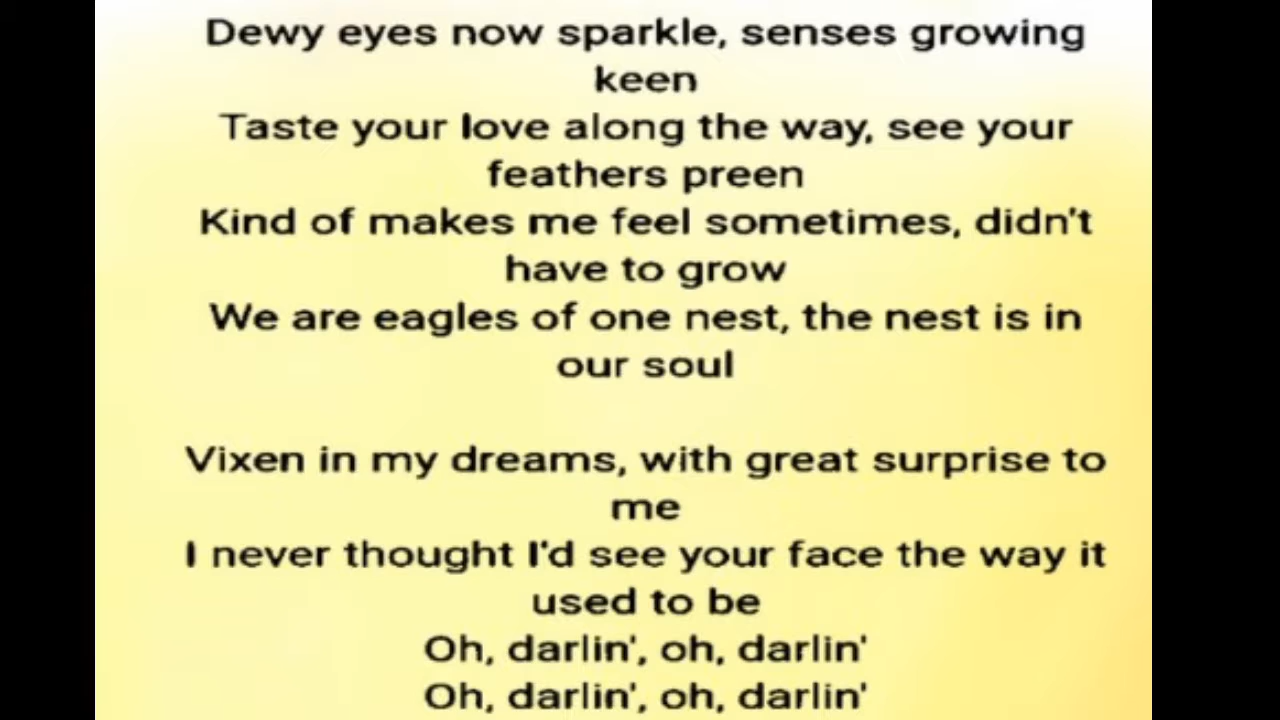 Dewy eyes now sparkle, senses growing
keen
Taste your love along the way, see your
feathers preen
Kind of makes me feel sometimes, didn't
have to grow
We are eagles of one nest, the nest is in
our soul
Vixen in my dreams, with great surprise to
me
I never thought I'd see your face the way it
used to be
Oh, darlin', oh, darlin'
Oh, darlin', oh, darlin'